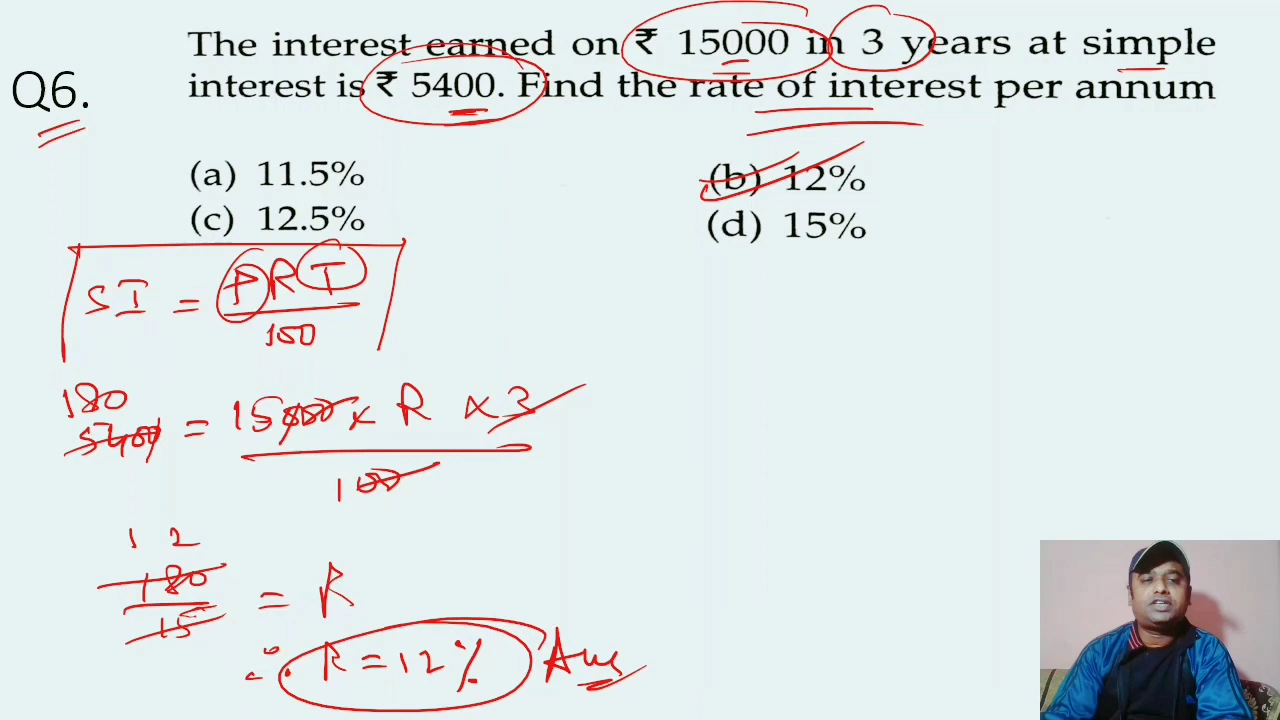 The interest earned on ₹ 15000 in 3 years at simple
Q6. interest is ₹ 5400. Find the rate of interest per annum
(a) 11.5% (b) 12%
(c) 12.5% (d) 15%
SI = PRT
100
180
5400 = 15000 x R x 3
100
12
180 = R
15
∴ R = 12% Ans